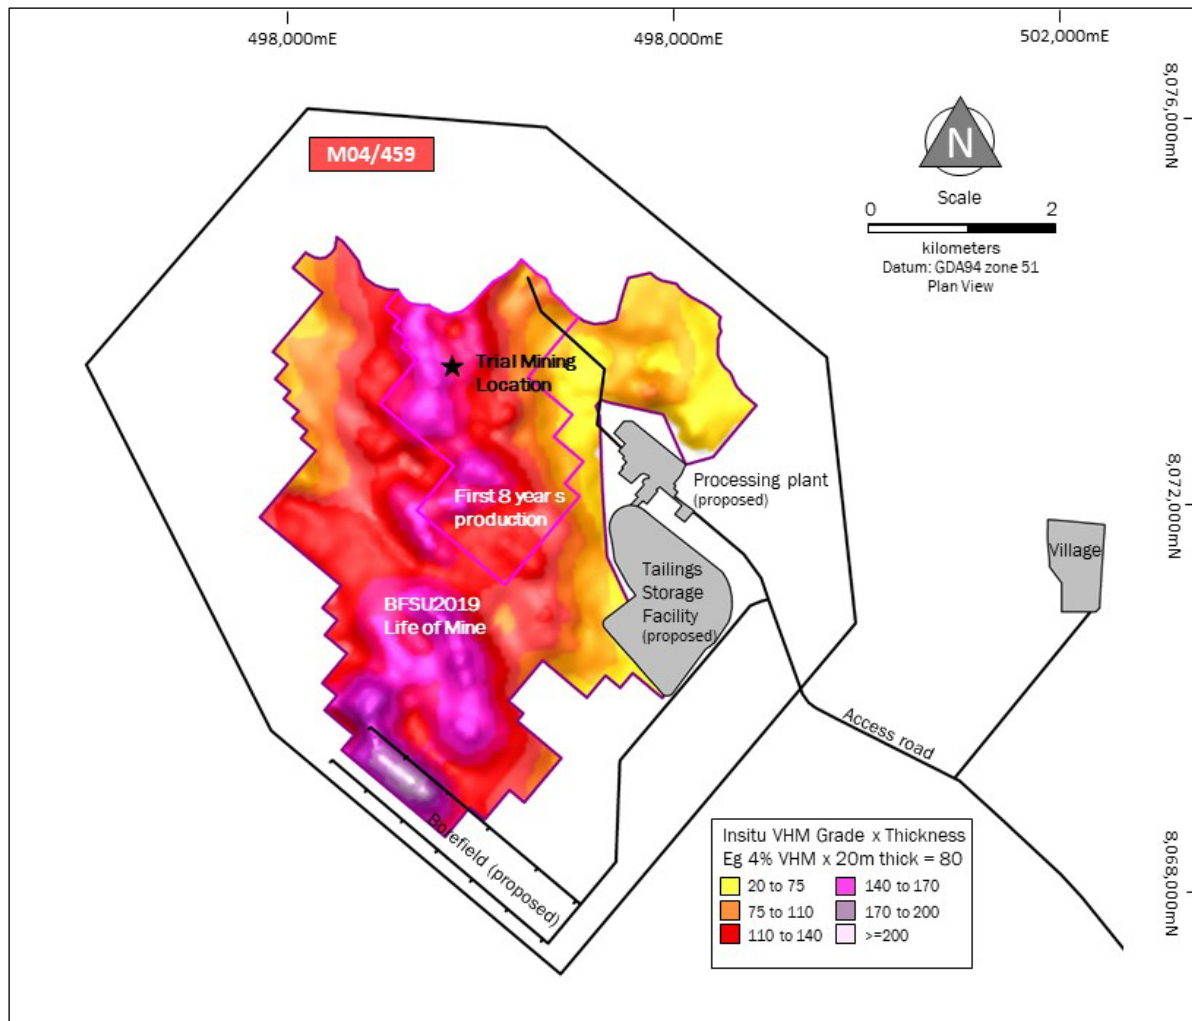 498,000mE
498,000mE
502,000mE
8,076,000mN
M04/459
N
Scale
0 2
kilometers
Datum: GDA94 zone 51
Plan View
Trial Mining
Location
First 8 year s
production
Processing plant
(proposed)
8,072,000mN
Village
Tailings
Storage
Facility
(proposed)
BFSU2019
Life of Mine
Access road
Borefield (proposed)
8,068,000mN
Insitu VHM Grade x Thickness
Eg 4% VHM x 20m thick = 80
20 to 75
140 to 170
75 to 110
170 to 200
110 to 140
>=200